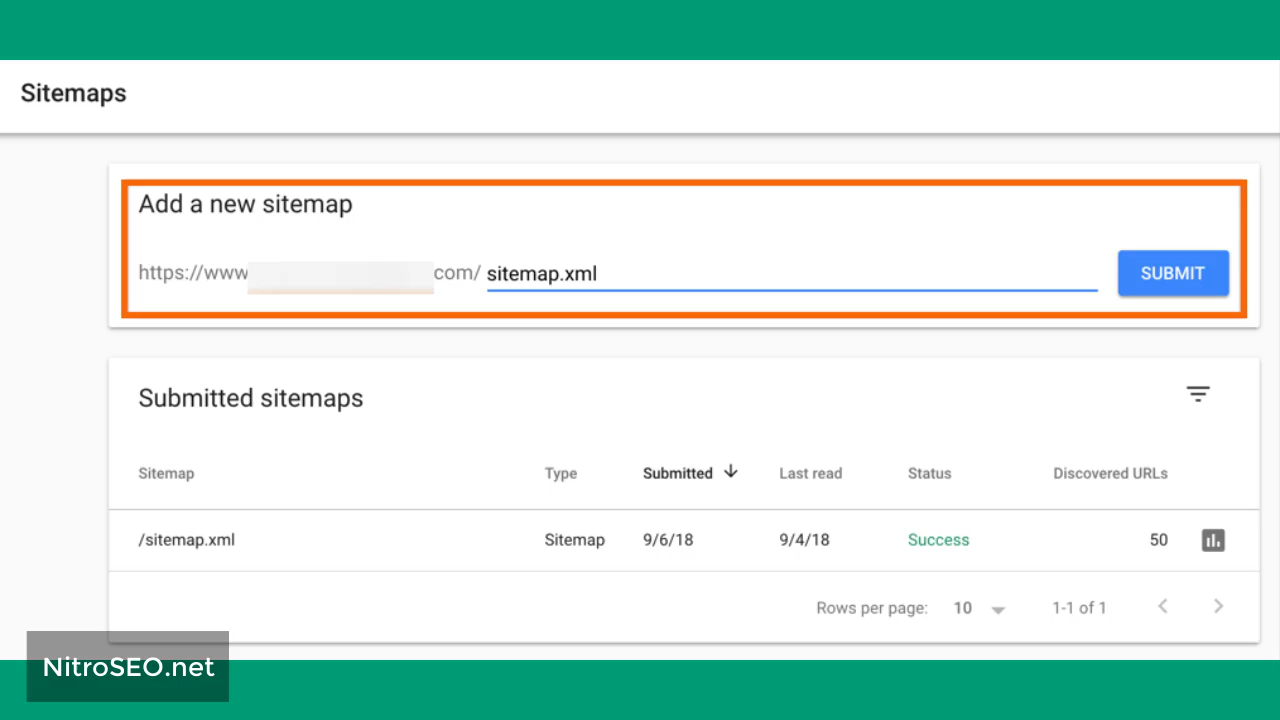 Sitemaps
Add a new sitemap
https://www com/ sitemap.xml SUBMIT
Submitted sitemaps
Sitemap Type Submitted Last read Status Discovered URLs
/sitemap.xml Sitemap 9/6/18 9/4/18 Success 50
Rows per page: 10 1-1 of 1
NitroSEO.net